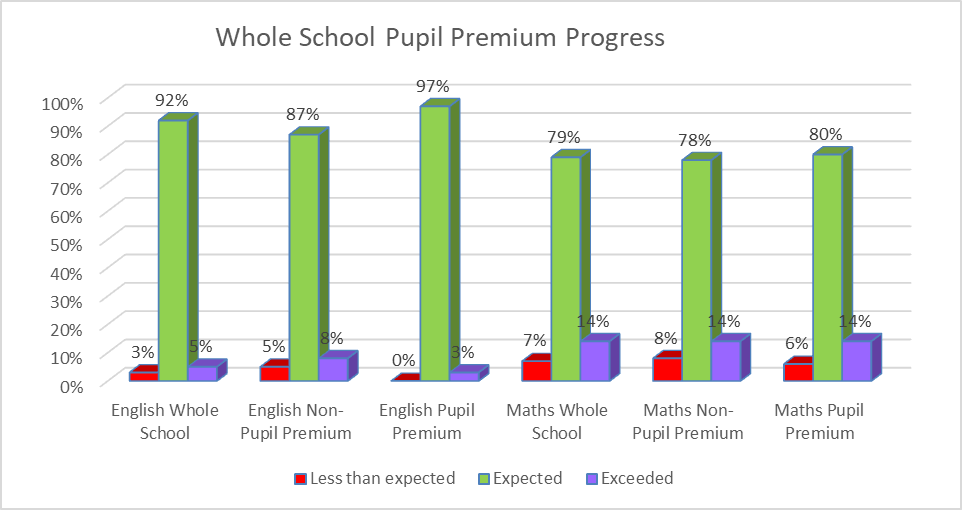 Whole School Pupil Premium Progress
100%
90%
80%
70%
60%
50%
40%
30%
20%
10%
0%
3%
92%
5%
5%
87%
8%
0%
97%
3%
7%
79%
14%
8%
78%
14%
6%
80%
14%
English Whole
School
English Non-
Pupil Premium
English Pupil
Premium
Maths Whole
School
Maths Non-
Pupil Premium
Maths Pupil
Premium
Less than expected
Expected
Exceeded